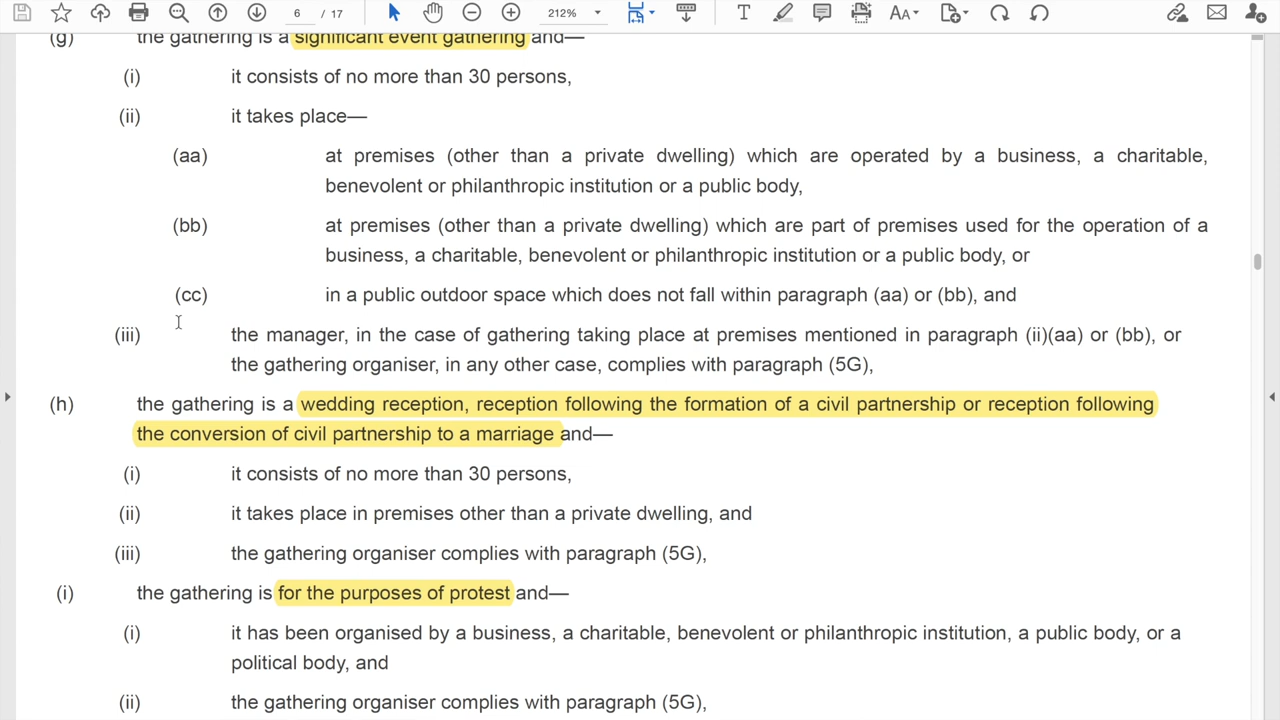 6 / 17 212%
(g) the gathering is a significant event gathering and—
(i) it consists of no more than 30 persons,
(ii) it takes place—
(aa) at premises (other than a private dwelling) which are operated by a business, a charitable,
benevolent or philanthropic institution or a public body,
(bb) at premises (other than a private dwelling) which are part of premises used for the operation of a
business, a charitable, benevolent or philanthropic institution or a public body, or
(cc) in a public outdoor space which does not fall within paragraph (aa) or (bb), and
(iii) the manager, in the case of gathering taking place at premises mentioned in paragraph (ii)(aa) or (bb), or
the gathering organiser, in any other case, complies with paragraph (5G),
(h) the gathering is a wedding reception, reception following the formation of a civil partnership or reception following
the conversion of civil partnership to a marriage and—
(i) it consists of no more than 30 persons,
(ii) it takes place in premises other than a private dwelling, and
(iii) the gathering organiser complies with paragraph (5G),
(i) the gathering is for the purposes of protest and—
(i) it has been organised by a business, a charitable, benevolent or philanthropic institution, a public body, or a
political body, and
(ii) the gathering organiser complies with paragraph (5G),